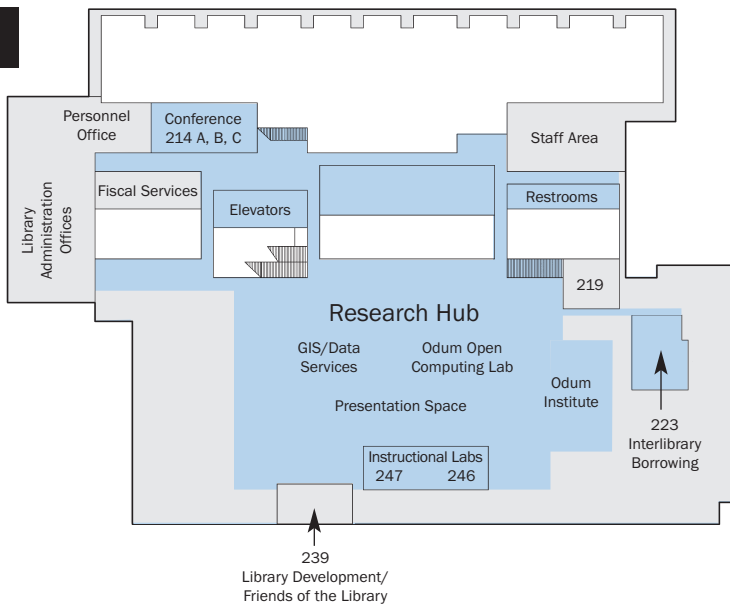 Personnel
Office
Conference
214 A, B, C
Staff Area
Library
Administration
Offices
Fiscal Services
Elevators
Restrooms
219
Research Hub
GIS/Data
Services
Odum Open
Computing Lab
Odum
Institute
Presentation Space
223
Interlibrary
Borrowing
Instructional Labs
247 246
239
Library Development/
Friends of the Library